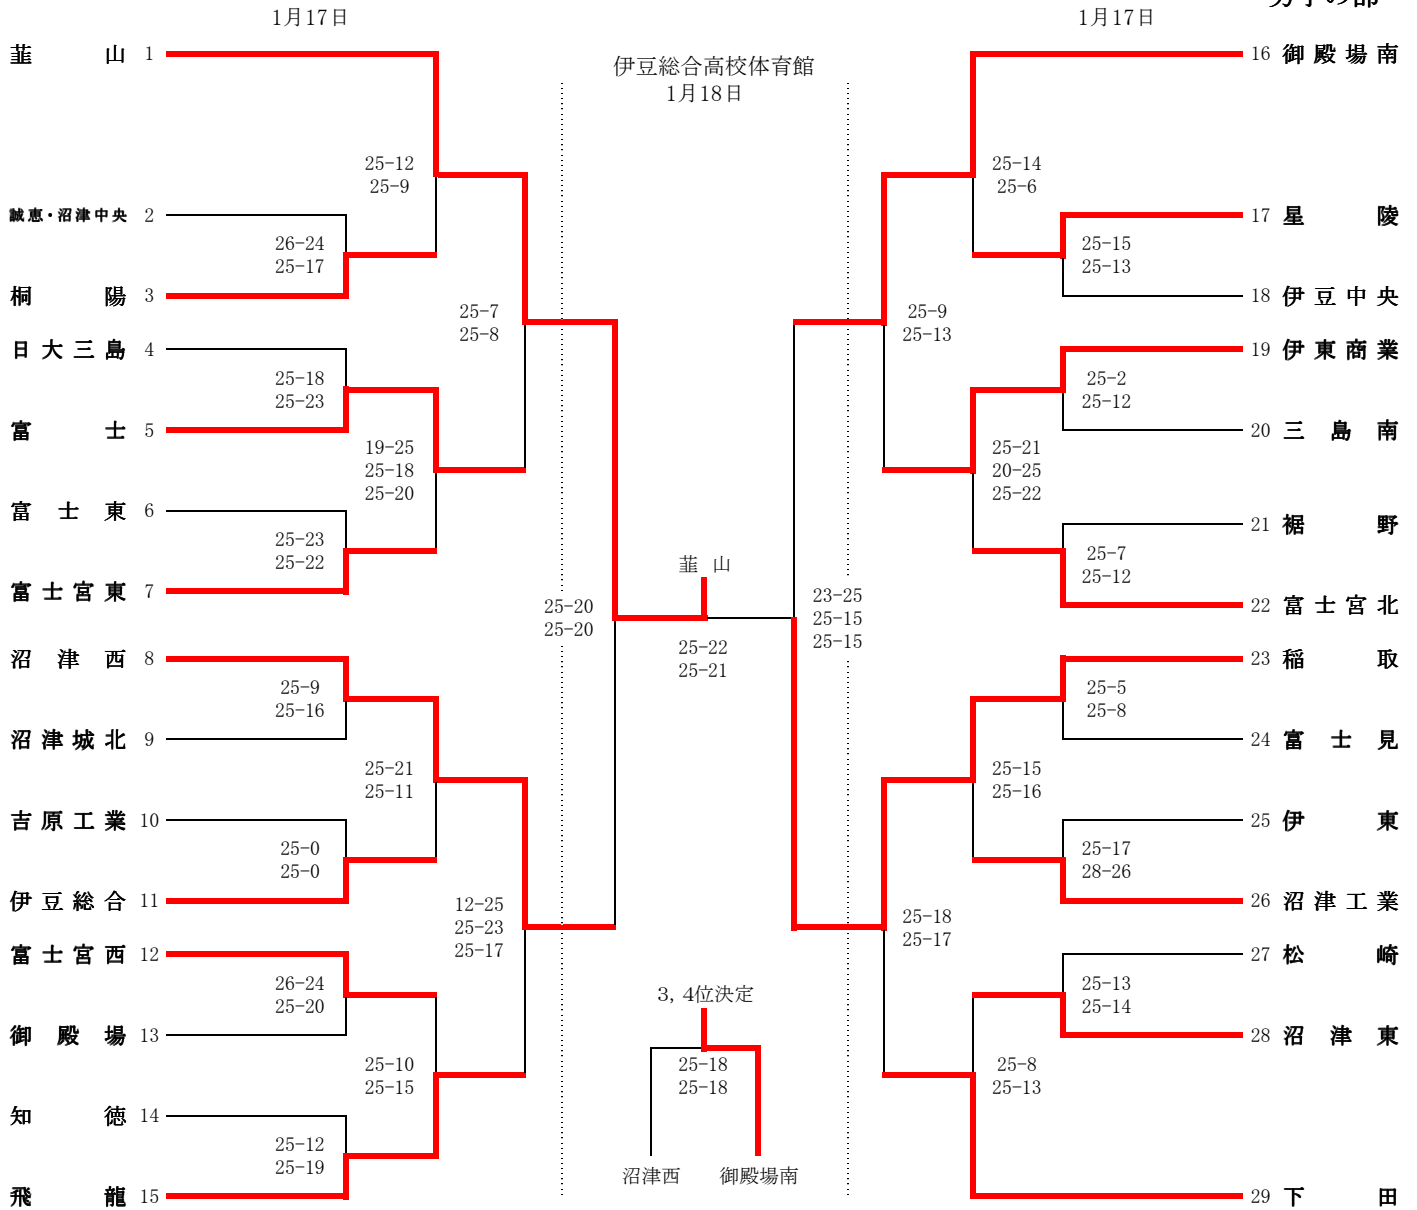 男子の部
1月17日
1月17日
伊豆総合高校体育館
1月18日
韮山 1
誠恵・沼津中央 2
桐陽 3
日大三島 4
富士 5
富士東 6
富士宮東 7
沼津西 8
沼津城北 9
吉原工業 10
伊豆総合 11
富士宮西 12
御殿場 13
知徳 14
飛龍 15
25-12
25-9
26-24
25-17
25-7
25-8
25-18
25-23
19-25
25-18
25-20
25-23
25-22
25-20
25-20
25-9
25-16
25-21
25-11
25-0
25-0
12-25
25-23
25-17
26-24
25-20
25-10
25-15
25-12
25-19
韮山
25-22
25-21
3, 4位決定
25-18
25-18
沼津西
御殿場南
25-14
25-6
25-15
25-13
25-9
25-13
25-2
25-12
25-21
20-25
25-22
25-7
25-12
23-25
25-15
25-15
25-5
25-8
25-15
25-16
25-17
28-26
25-18
25-17
25-13
25-14
25-8
25-13
16 御殿場南
17 星陵
18 伊豆中央
19 伊東商業
20 三島南
21 裾野
22 富士宮北
23 稲取
24 富士見
25 伊東
26 沼津工業
27 松崎
28 沼津東
29 下田